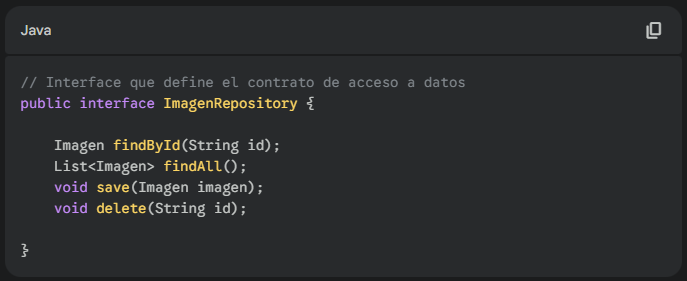 Java
// Interface que define el contrato de acceso a datos
public interface ImagenRepository {
    Imagen findById(String id);
    List<Imagen> findAll();
    void save(Imagen imagen);
    void delete(String id);
}